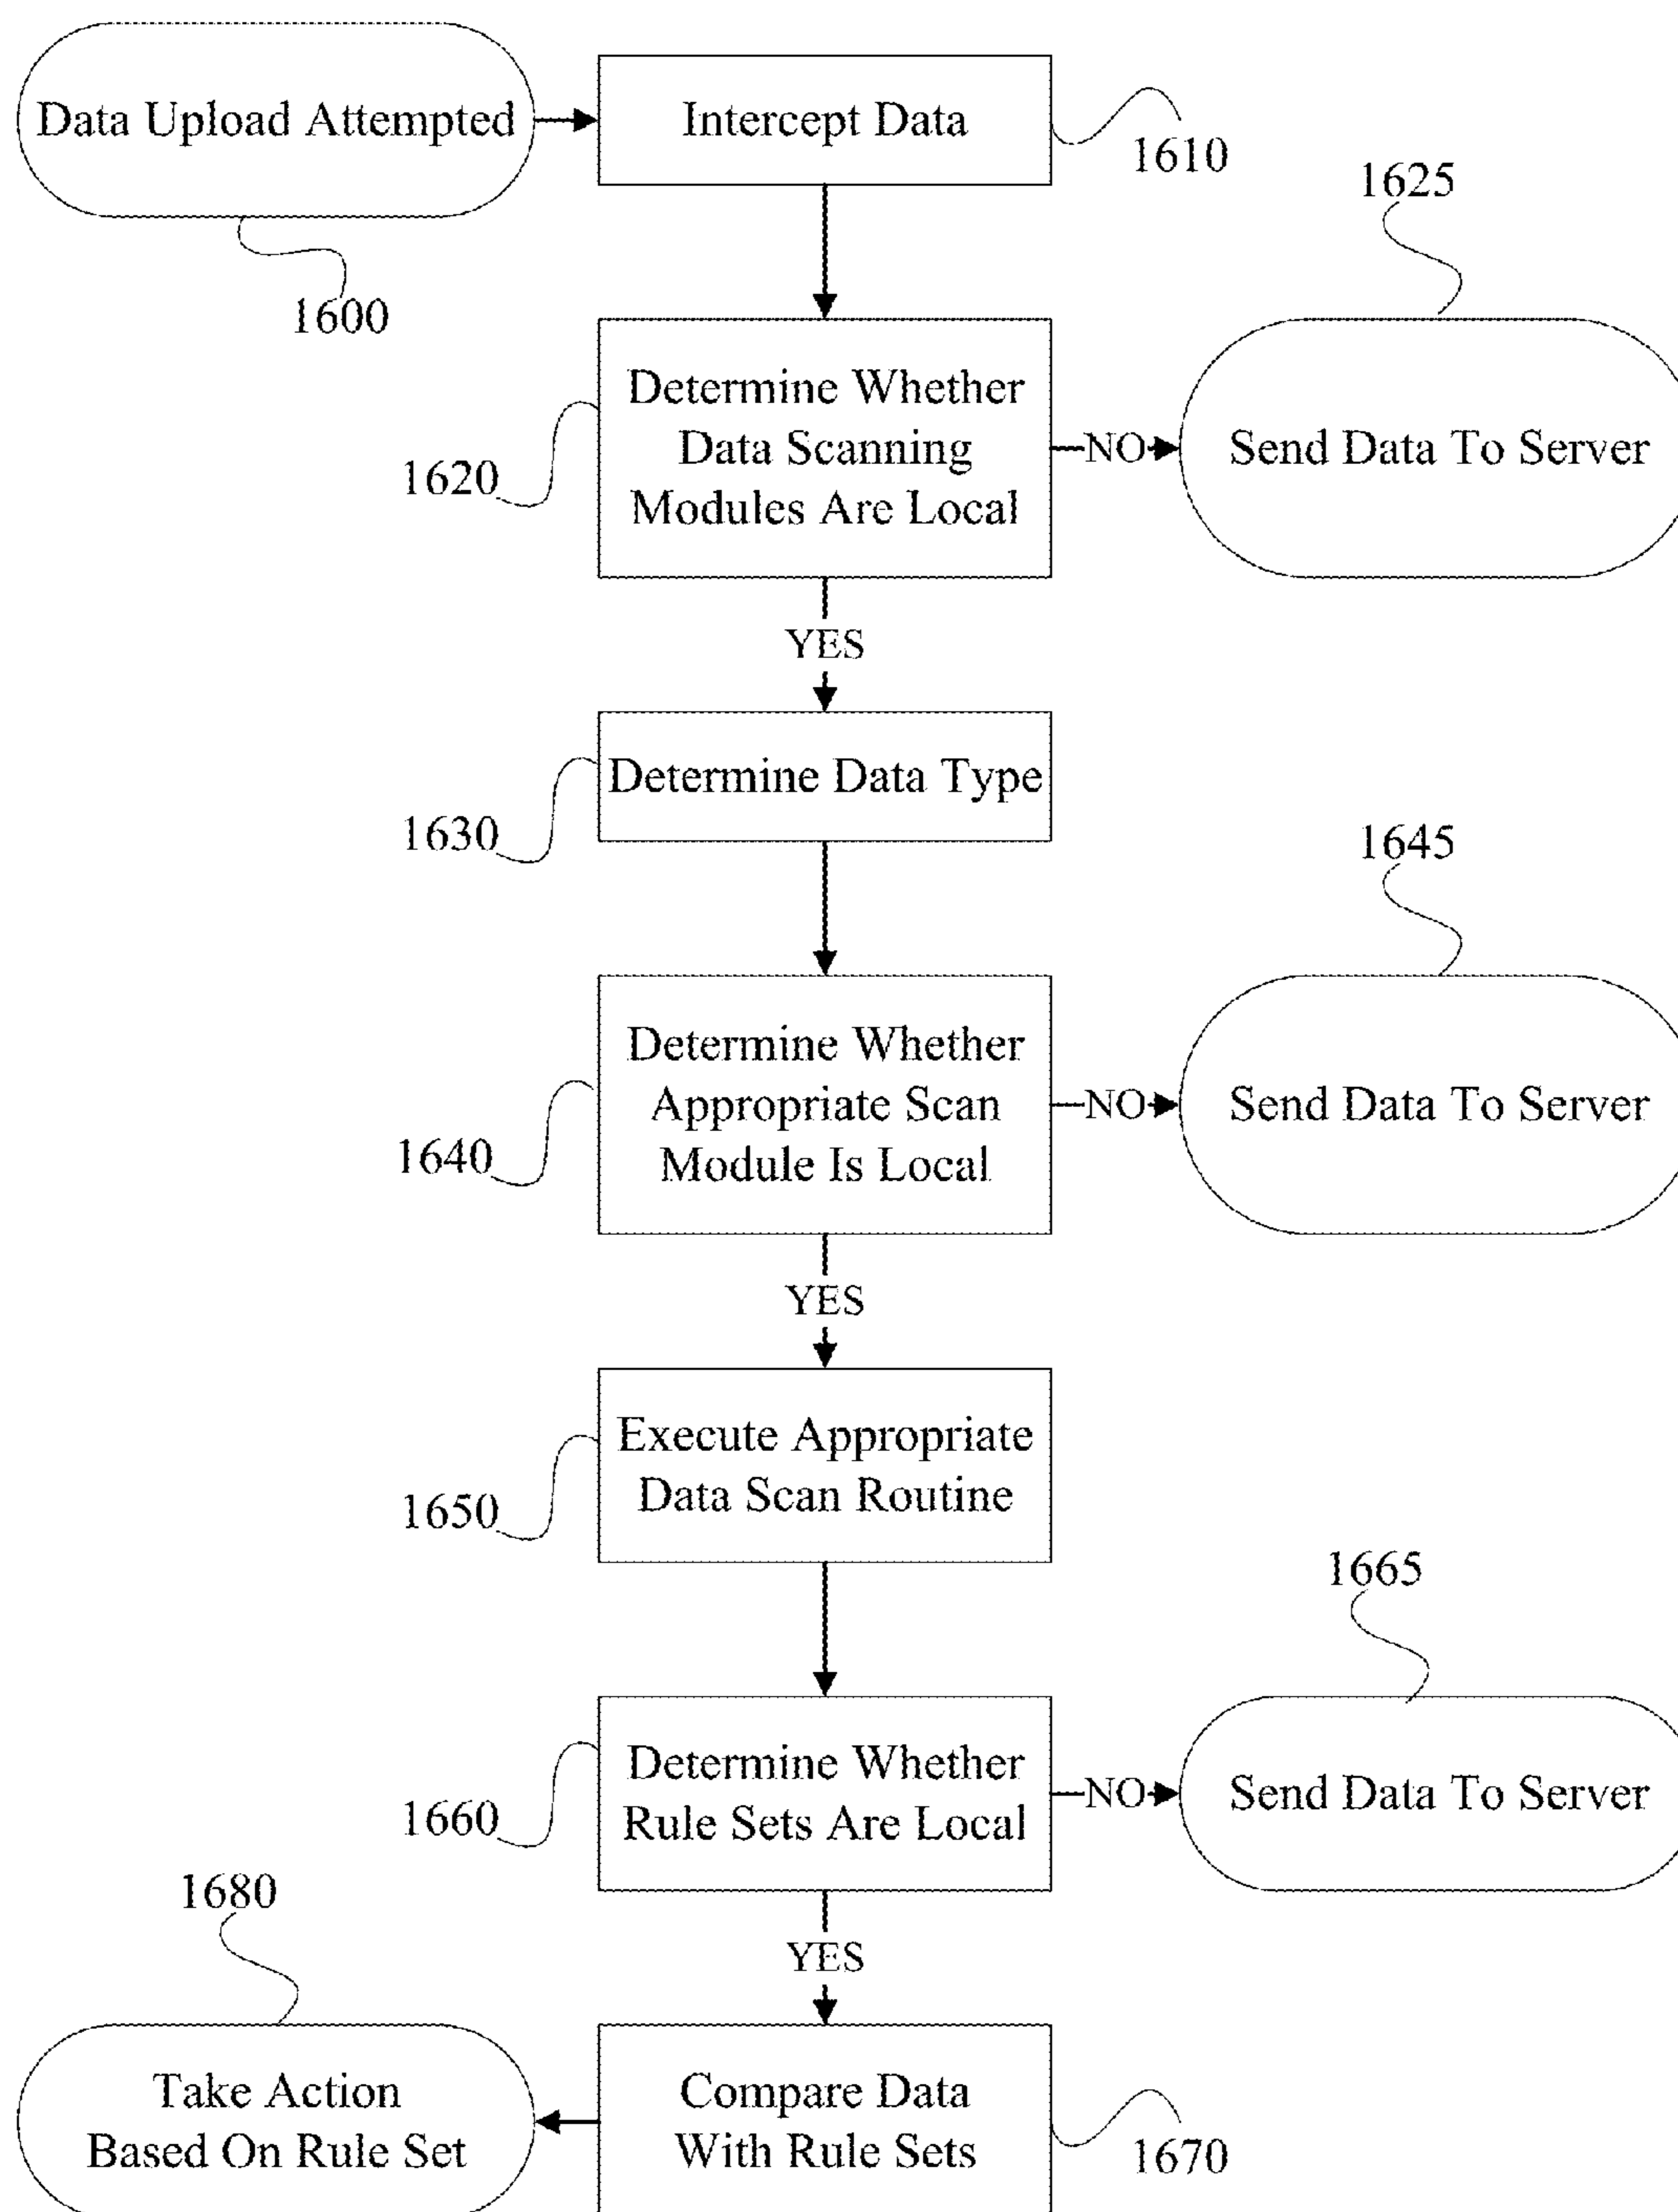 Data Upload Attempted
Intercept Data
1610
1600
1625
Determine Whether
Data Scanning
Modules Are Local
1620
NO
Send Data To Server
YES
Determine Data Type
1630
1645
Determine Whether
Appropriate Scan
Module Is Local
1640
NO
Send Data To Server
YES
Execute Appropriate
Data Scan Routine
1650
1665
Determine Whether
Rule Sets Are Local
1660
NO
Send Data To Server
1680
YES
Take Action
Based On Rule Set
Compare Data
With Rule Sets
1670